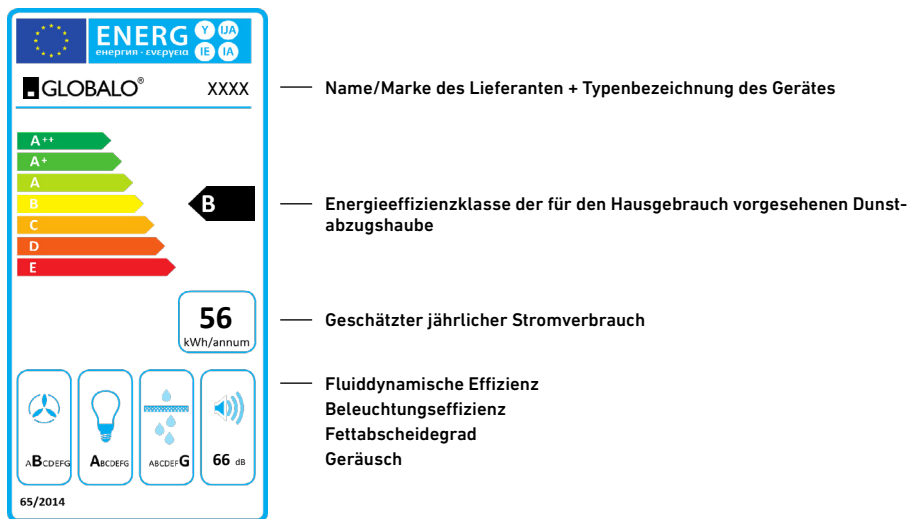 ENERG Y IJA
енергия · ενεργεια IE IA
GLOBALO® XXXX
Name/Marke des Lieferanten + Typenbezeichnung des Gerätes
A++
A+
A
B
C
D
E
B
Energieeffizienzklasse der für den Hausgebrauch vorgesehenen Dunst-
abzugshaube
56
kWh/annum
Geschätzter jährlicher Stromverbrauch
ABCDEFG
ABCDEFG
ABCDEFG
66 dB
Fluiddynamische Effizienz
Beleuchtungseffizienz
Fettabscheidegrad
Geräusch
65/2014